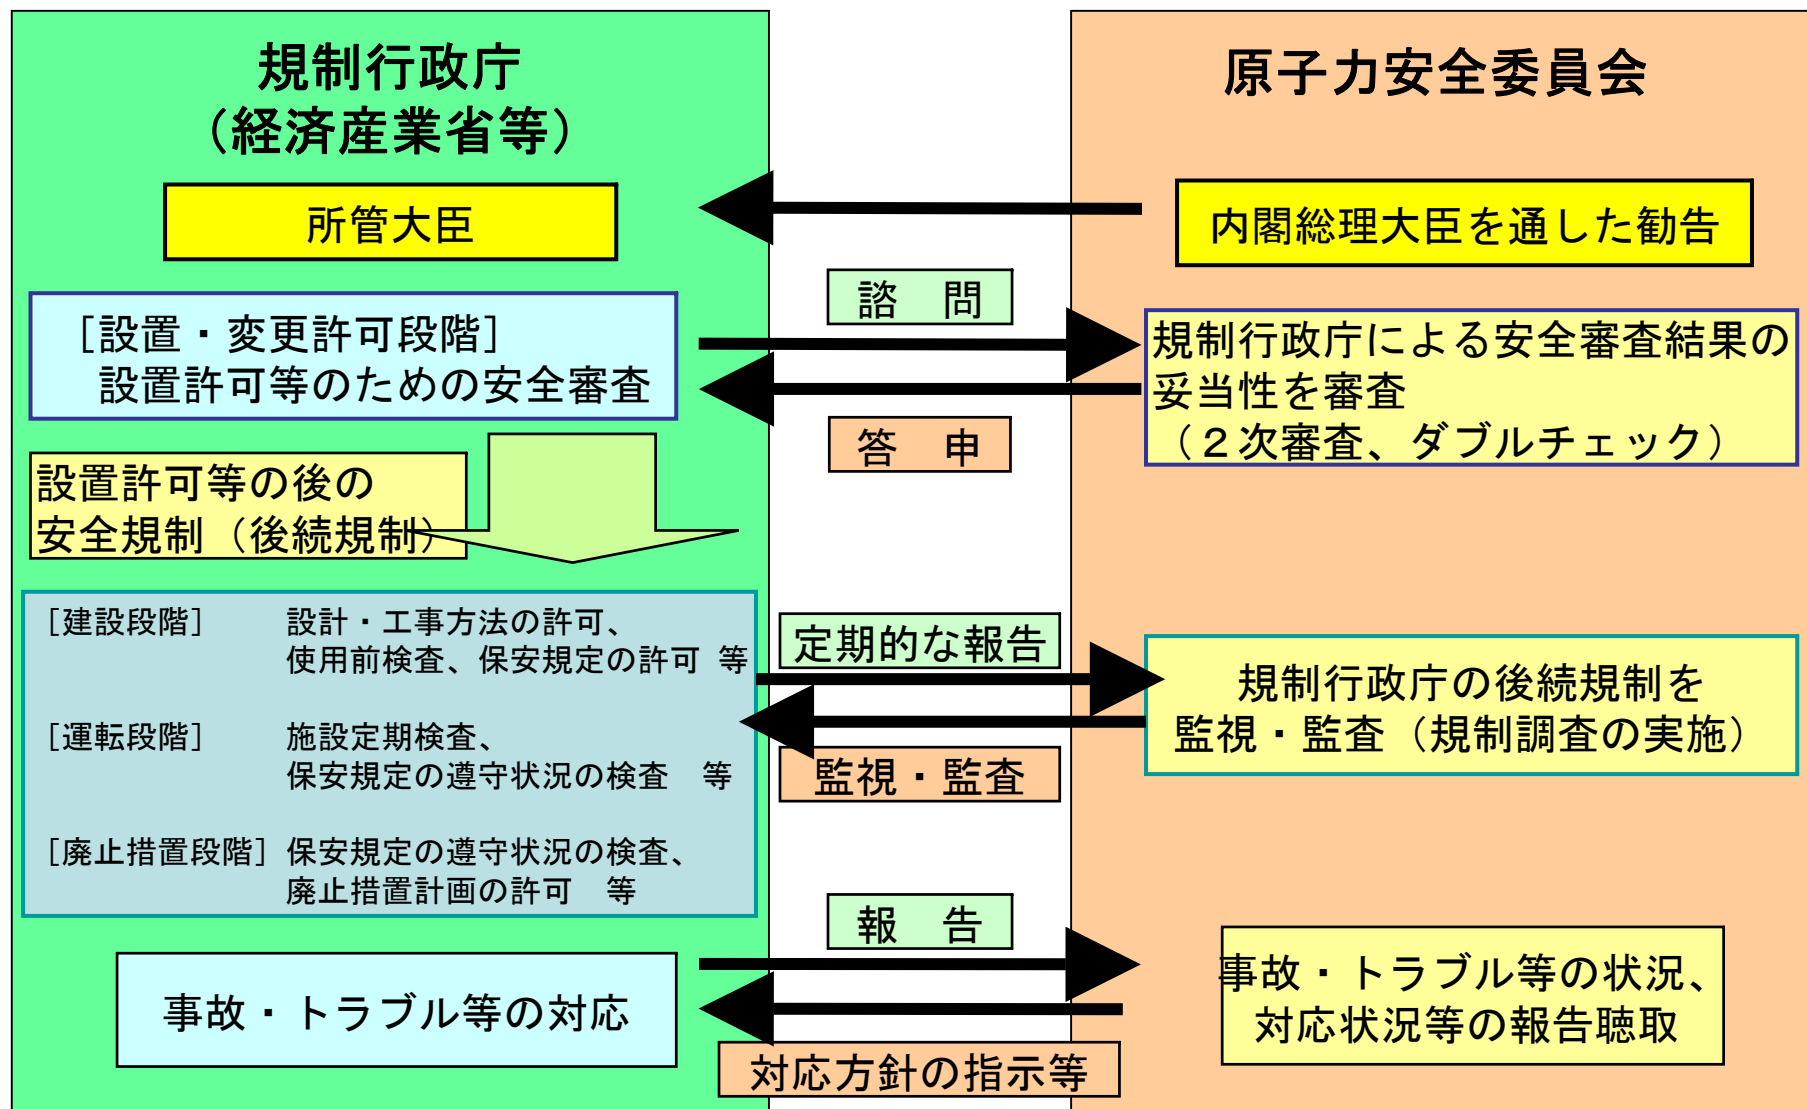 規制行政庁
（経済産業省等）
原子力安全委員会
所管大臣
内閣総理大臣を通した勧告
諮　問
［設置・変更許可段階］
設置許可等のための安全審査
規制行政庁による安全審査結果の
妥当性を審査
（２次審査、ダブルチェック）
答　申
設置許可等の後の
安全規制（後続規制）
［建設段階］　設計・工事方法の許可、
使用前検査、保安規定の許可 等
［運転段階］　施設定期検査、
保安規定の遵守状況の検査　等
［廃止措置段階］保安規定の遵守状況の検査、
廃止措置計画の許可　等
定期的な報告
規制行政庁の後続規制を
監視・監査（規制調査の実施）
監視・監査
報　告
事故・トラブル等の対応
事故・トラブル等の状況、
対応状況等の報告聴取
対応方針の指示等